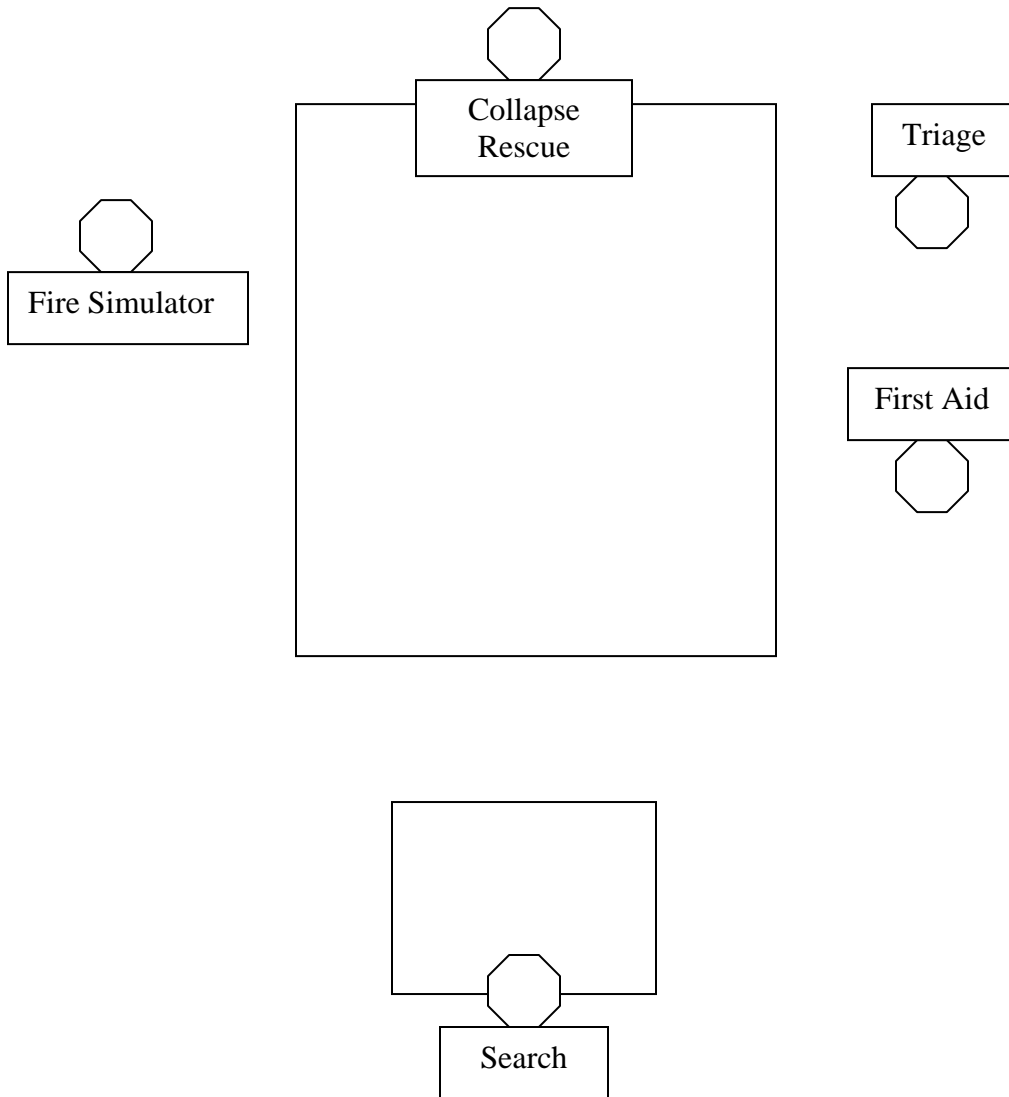 Collapse
Rescue
Triage
Fire Simulator
First Aid
Search